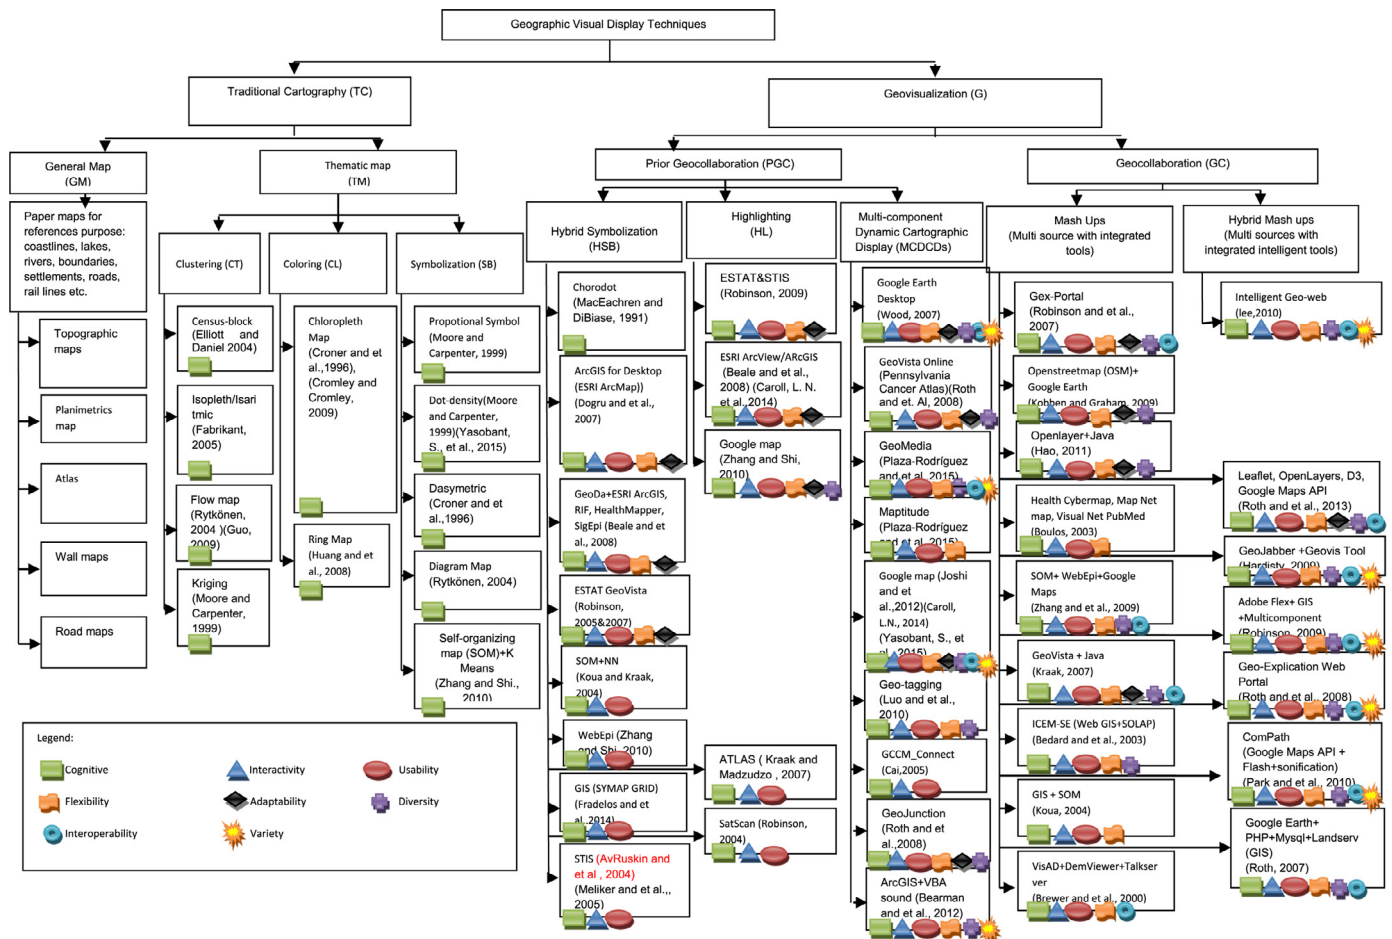 Geographic Visual Display Techniques
Traditional Cartography (TC)
Geovisualization (G)
General Map
(GM)
Thematic map
(TM)
Prior Geocollaboration (PGC)
Geocollaboration (GC)
Paper maps for
references purpose:
coastlines, lakes,
rivers, boundaries,
settlements, roads,
rail lines etc.
Topographic
maps
Planimetrics
map
Atlas
Wall maps
Road maps
Clustering (CT)
Census-block
(Elliott and
Daniel 2004)
Isopleth/Isari
tmic
(Fabrikant,
2005)
Flow map
(Rytkönen,
2004 )(Guo,
2009)
Kriging
(Moore and
Carpenter,
1999)
Coloring (CL)
Chloropleth
Map
(Croner and et
al.,1996),
(Cromley and
Cromley,
2009)
Ring Map
(Huang and et
al., 2008)
Symbolization (SB)
Propotional Symbol
(Moore and
Carpenter, 1999)
Dot-density(Moore
and Carpenter,
1999)(Yasobant,
S., et al., 2015)
Dasymetric
(Croner and et
al.,1996)
Diagram Map
(Rytkönen, 2004)
Self-organizing
map (SOM)+K
Means
(Zhang and Shi.,
2010)
Hybrid Symbolization
(HSB)
Chorodot
(MacEachren and
DiBiase, 1991)
ArcGIS for Desktop
(ESRI ArcMap))
(Dogru and et al.,
2007)
GeoDa+ESRI ArcGIS,
RIF, HealthMapper,
SigEpi (Beale and et
al., 2008)
ESTAT GeoVista
(Robinson,
2005&2007)
SOM+NN
(Koua and Kraak,
2004)
WebEpi (Zhang
and Shi, 2010)
GIS (SYMAP GRID)
(Fradelos and et
al., 2014)
STIS (AvRuskin and
et al , 2004)
(Meliker and et al.,,
2005)
Highlighting
(HL)
ESTAT&STIS
(Robinson, 2009)
ESRI ArcView/ARcGIS
(Beale and et al.,
2008) (Caroll, L. N.
et al.,2014)
Google map
(Zhang and Shi,
2010)
ATLAS ( Kraak and
Madzudzo , 2007)
SatScan (Robinson,
2004)
Multi-component
Dynamic Cartographic
Display (MCDCDs)
Google Earth
Desktop
(Wood, 2007)
GeoVista Online
(Pennsylvania
Cancer Atlas)(Roth
and et. Al, 2008)
GeoMedia
(Plaza-Rodríguez
and et al., 2015)
Maptitude
(Plaza-Rodríguez
and et al., 2015)
Google map (Joshi
and et
al.,2012)(Caroll,
L.N., 2014)
(Yasobant, S., et
al., 2015)
Geo-tagging
(Luo and et al.,
2010)
GCCM_Connect
(Cai,2005)
GeoJunction
(Roth and et
al.,2008)
ArcGIS+VBA
sound (Bearman
and et al., 2012)
Mash Ups
(Multi source with integrated
tools)
Gex-Portal
(Robinson and et al.,
2007)
Openstreetmap (OSM)+
Google Earth
(Kobben and Graham, 2009)
Openlayer+Java
(Hao, 2011)
Health Cybermap, Map Net
map, Visual Net PubMed
(Boulos, 2003)
SOM+ WebEpi+Google
Maps
(Zhang and et al., 2009)
GeoVista + Java
(Kraak, 2007)
ICEM-SE (Web GIS+SOLAP)
(Bedard and et al., 2003)
GIS + SOM
(Koua, 2004)
VisAD+DemViewer+Talkser
ver
(Brewer and et al., 2000)
Hybrid Mash ups
(Multi sources with
integrated intelligent tools)
Intelligent Geo-web
(lee,2010)
Leaflet, OpenLayers, D3,
Google Maps API
(Roth and et al., 2013)
GeoJabber +Geovis Tool
(Hardisty, 2009)
Adobe Flex+ GIS
+Multicomponent
(Robinson, 2009)
Geo-Explication Web
Portal
(Roth and et al., 2008)
ComPath
(Google Maps API +
Flash+sonification)
(Park and et al., 2010)
Google Earth+
PHP+Mysql+Landserv
(GIS)
(Roth, 2007)
Legend:
Cognitive
Interactivity
Usability
Flexibility
Adaptability
Diversity
Interoperability
Variety